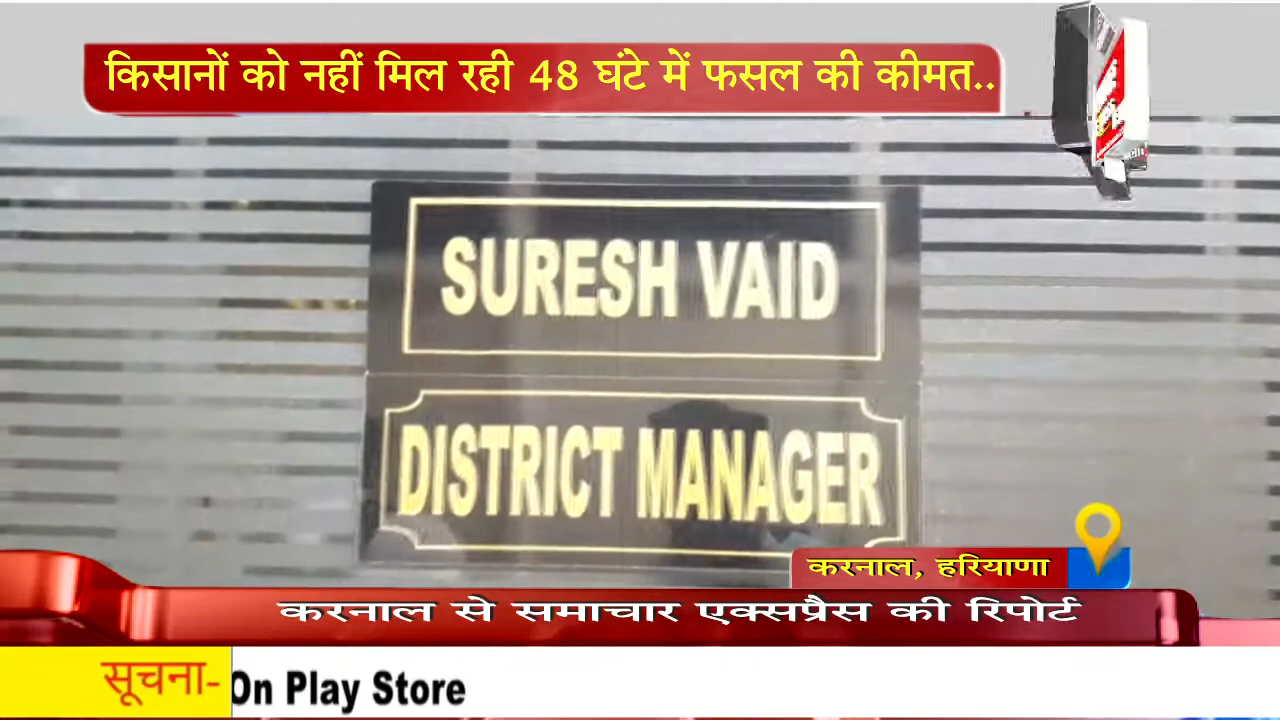 किसानों को नहीं मिल रही 48 घंटे में फसल की कीमत..
SURESH VAID
DISTRICT MANAGER
करनाल, हरियाणा
करनाल से समाचार एक्सप्रैस की रिपोर्ट
सूचना- On Play Store